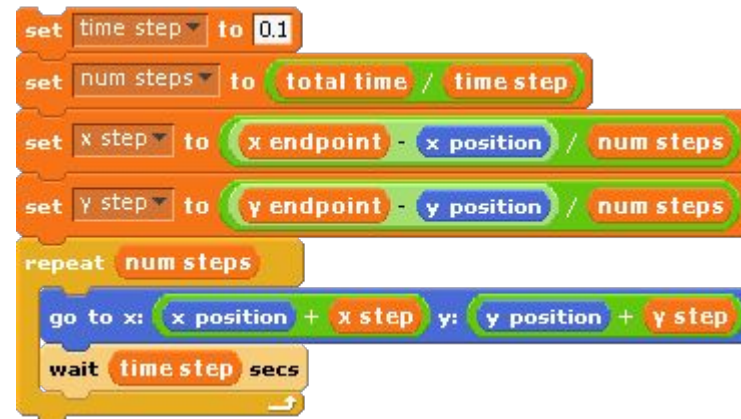 set time step to 0.1
set num steps to total time / time step
set x step to x endpoint - x position / num steps
set y step to y endpoint - y position / num steps
repeat num steps
go to x: x position + x step y: y position + y step
wait time step secs